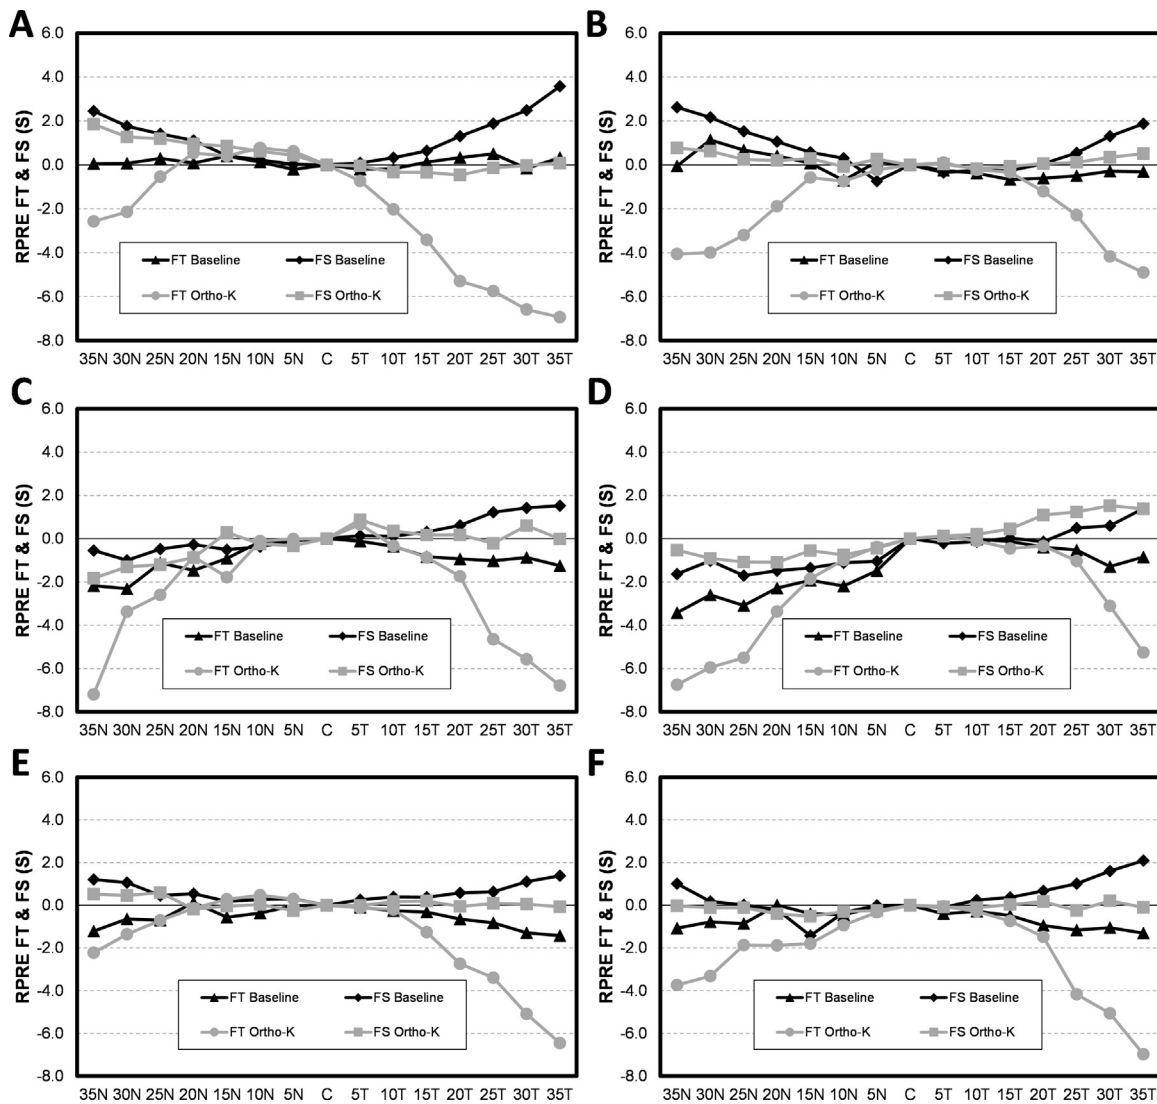 A
RPRE FT & FS (S)
6.0
4.0
2.0
0.0
-2.0
-4.0
-6.0
-8.0
FT Baseline FS Baseline
FT Ortho-K FS Ortho-K
35N 30N 25N 20N 15N 10N 5N C 5T 10T 15T 20T 25T 30T 35T
B
RPRE FT & FS (S)
6.0
4.0
2.0
0.0
-2.0
-4.0
-6.0
-8.0
FT Baseline FS Baseline
FT Ortho-K FS Ortho-K
35N 30N 25N 20N 15N 10N 5N C 5T 10T 15T 20T 25T 30T 35T
C
RPRE FT & FS (S)
6.0
4.0
2.0
0.0
-2.0
-4.0
-6.0
-8.0
FT Baseline FS Baseline
FT Ortho-K FS Ortho-K
35N 30N 25N 20N 15N 10N 5N C 5T 10T 15T 20T 25T 30T 35T
D
RPRE FT & FS (S)
6.0
4.0
2.0
0.0
-2.0
-4.0
-6.0
-8.0
FT Baseline FS Baseline
FT Ortho-K FS Ortho-K
35N 30N 25N 20N 15N 10N 5N C 5T 10T 15T 20T 25T 30T 35T
E
RPRE FT & FS (S)
6.0
4.0
2.0
0.0
-2.0
-4.0
-6.0
-8.0
FT Baseline FS Baseline
FT Ortho-K FS Ortho-K
35N 30N 25N 20N 15N 10N 5N C 5T 10T 15T 20T 25T 30T 35T
F
RPRE FT & FS (S)
6.0
4.0
2.0
0.0
-2.0
-4.0
-6.0
-8.0
FT Baseline FS Baseline
FT Ortho-K FS Ortho-K
35N 30N 25N 20N 15N 10N 5N C 5T 10T 15T 20T 25T 30T 35T